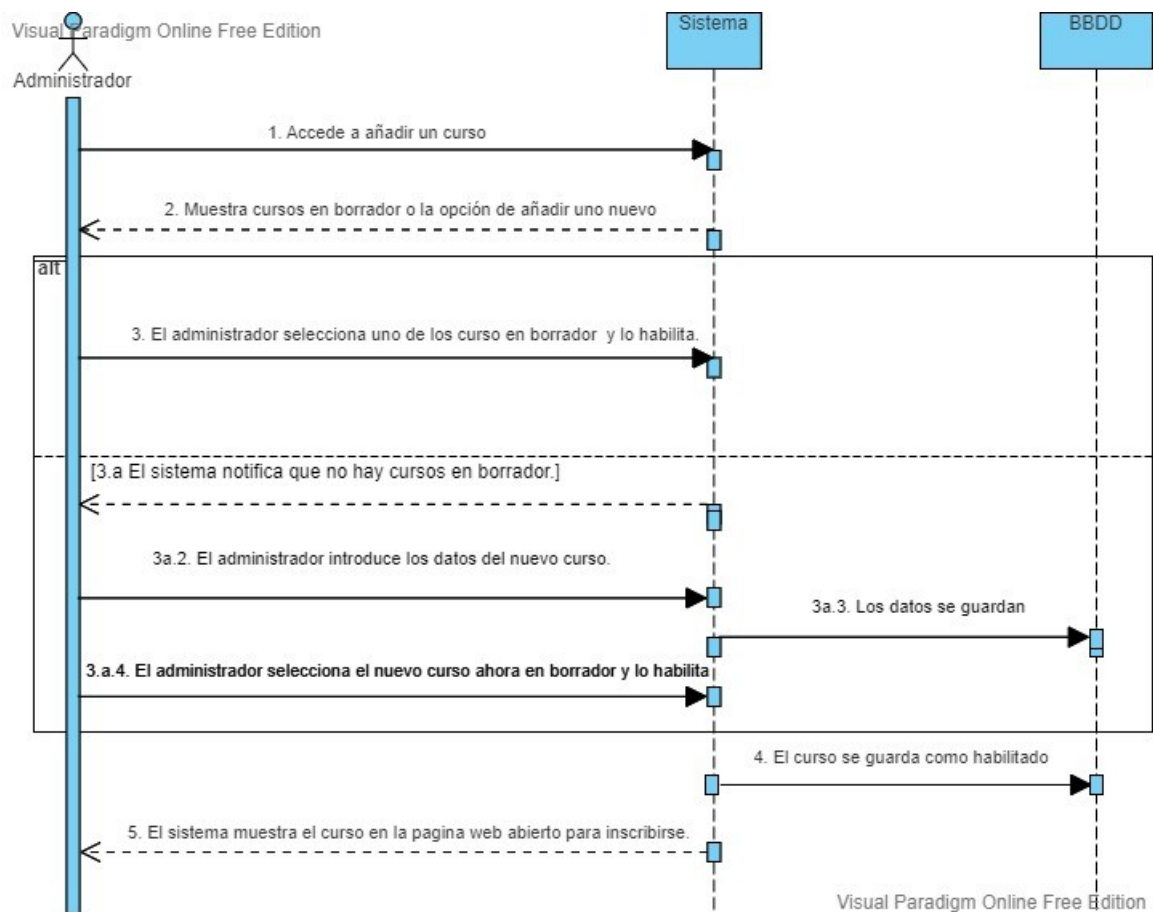 Visual Paradigm Online Free Edition
Administrador
Sistema
BBDD
1. Accede a añadir un curso
2. Muestra cursos en borrador o la opción de añadir uno nuevo
alt
3. El administrador selecciona uno de los curso en borrador y lo habilita.
[3.a El sistema notifica que no hay cursos en borrador.]
3a.2. El administrador introduce los datos del nuevo curso.
3a.3. Los datos se guardan
3.a.4. El administrador selecciona el nuevo curso ahora en borrador y lo habilita
4. El curso se guarda como habilitado
5. El sistema muestra el curso en la pagina web abierto para inscribirse.
Visual Paradigm Online Free Edition